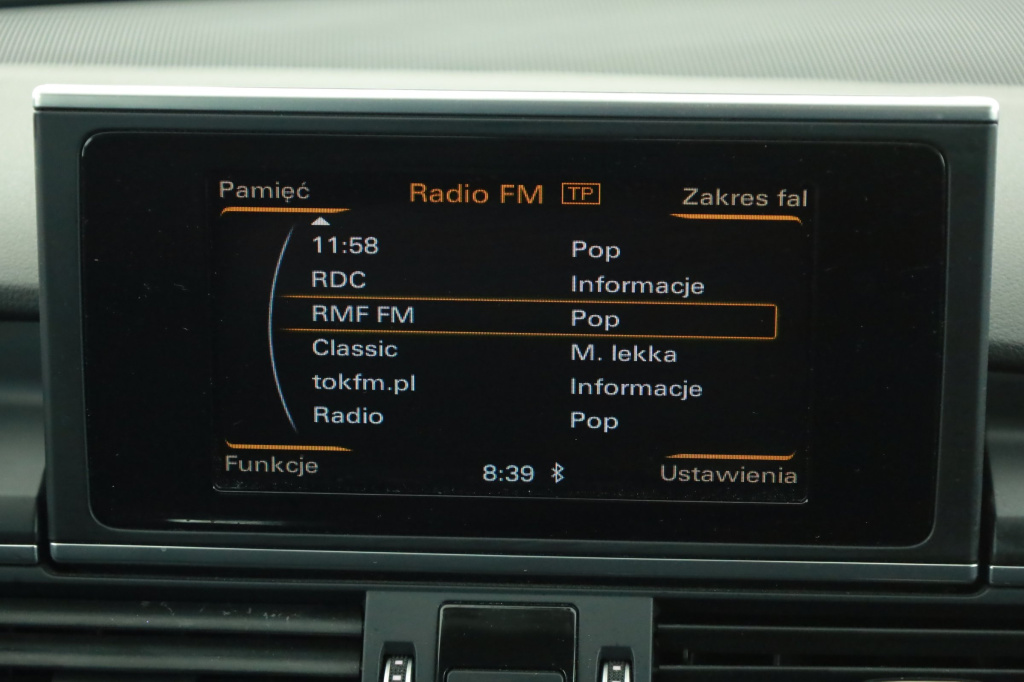 Pamięć Radio FM TP Zakres fal
11:58 Pop
RDC Informacje
RMF FM Pop
Classic M. lekka
tokfm.pl Informacje
Radio Pop
Funkcje 8:39 Ustawienia